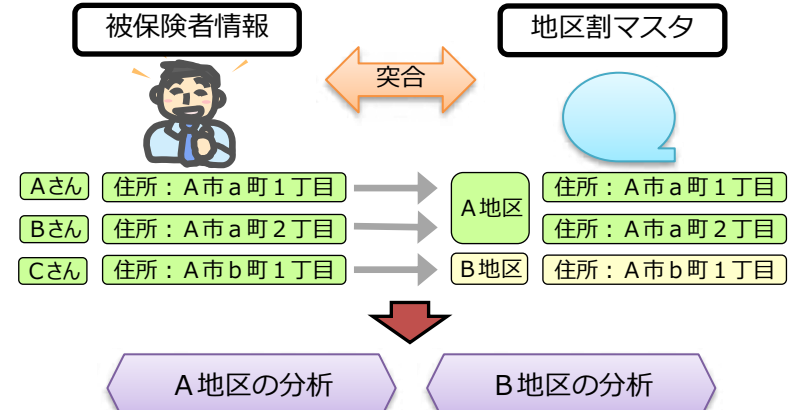 被保険者情報
地区割マスタ
突合
Aさん 住所：A市a町1丁目 A地区 住所：A市a町1丁目
Bさん 住所：A市a町2丁目 住所：A市a町2丁目
Cさん 住所：A市b町1丁目 B地区 住所：A市b町1丁目
A地区の分析 B地区の分析